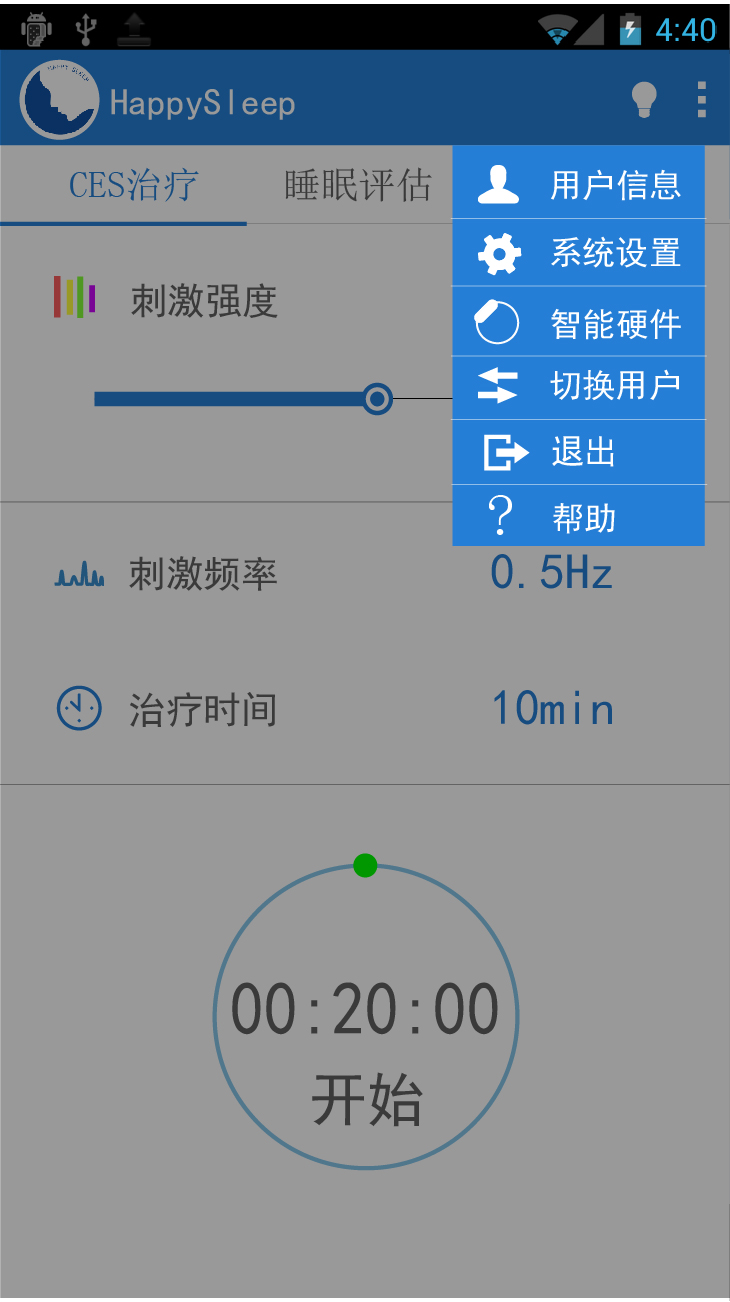 4:40
HAPPY SLEEP
HappySleep
CES治疗
睡眠评估
用户信息
系统设置
智能硬件
切换用户
退出
帮助
刺激强度
刺激频率
0.5Hz
治疗时间
10min
00:20:00
开始